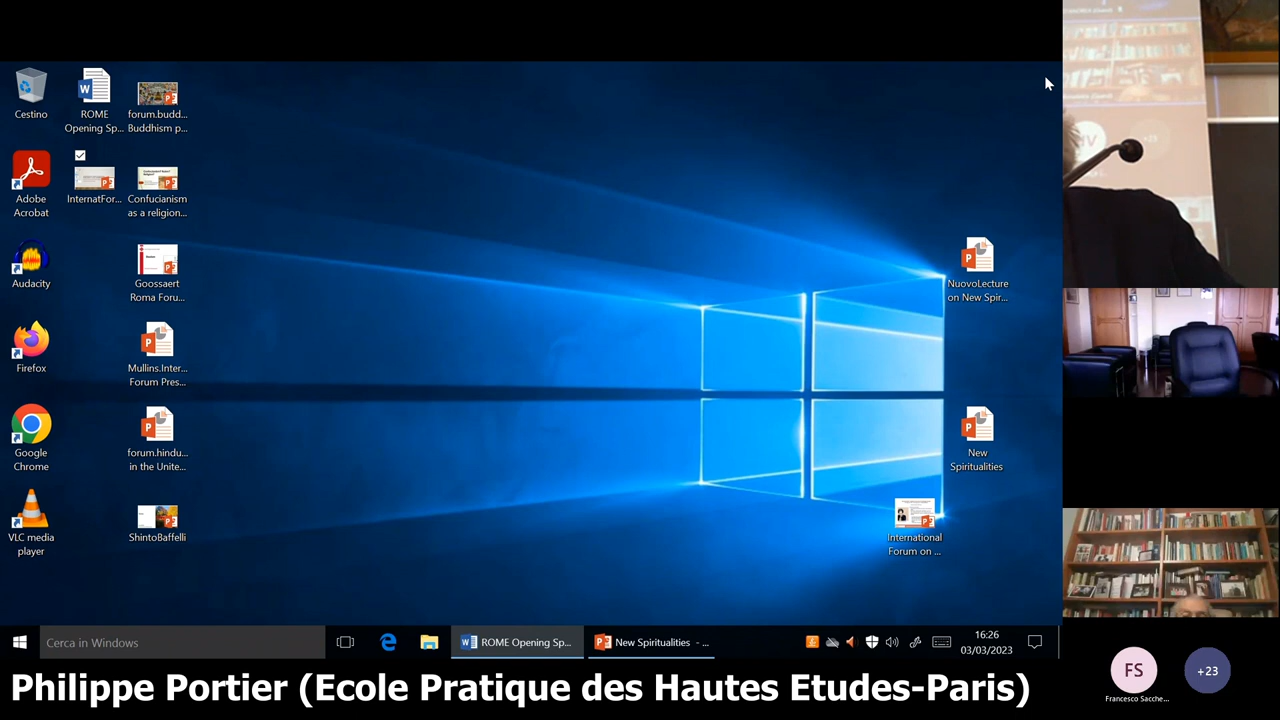 Cestino
ROME
Opening Sp...
forum.budd...
Buddhism p...
Adobe
Acrobat
InternatFor...
Confucianism
as a religion...
Audacity
Goossaert
Roma Foru...
NuovoLecture
on New Spir...
Firefox
Mullins.Inter...
Forum Pres...
Google
Chrome
forum.hindu...
in the Unite...
New
Spiritualities
VLC media
player
ShintoBaffelli
International
Forum on ...
Cerca in Windows
ROME Opening Sp...
New Spiritualities - ...
16:26
03/03/2023
FS
+23
Francesco Sacche...
Philippe Portier (Ecole Pratique des Hautes Etudes-Paris)